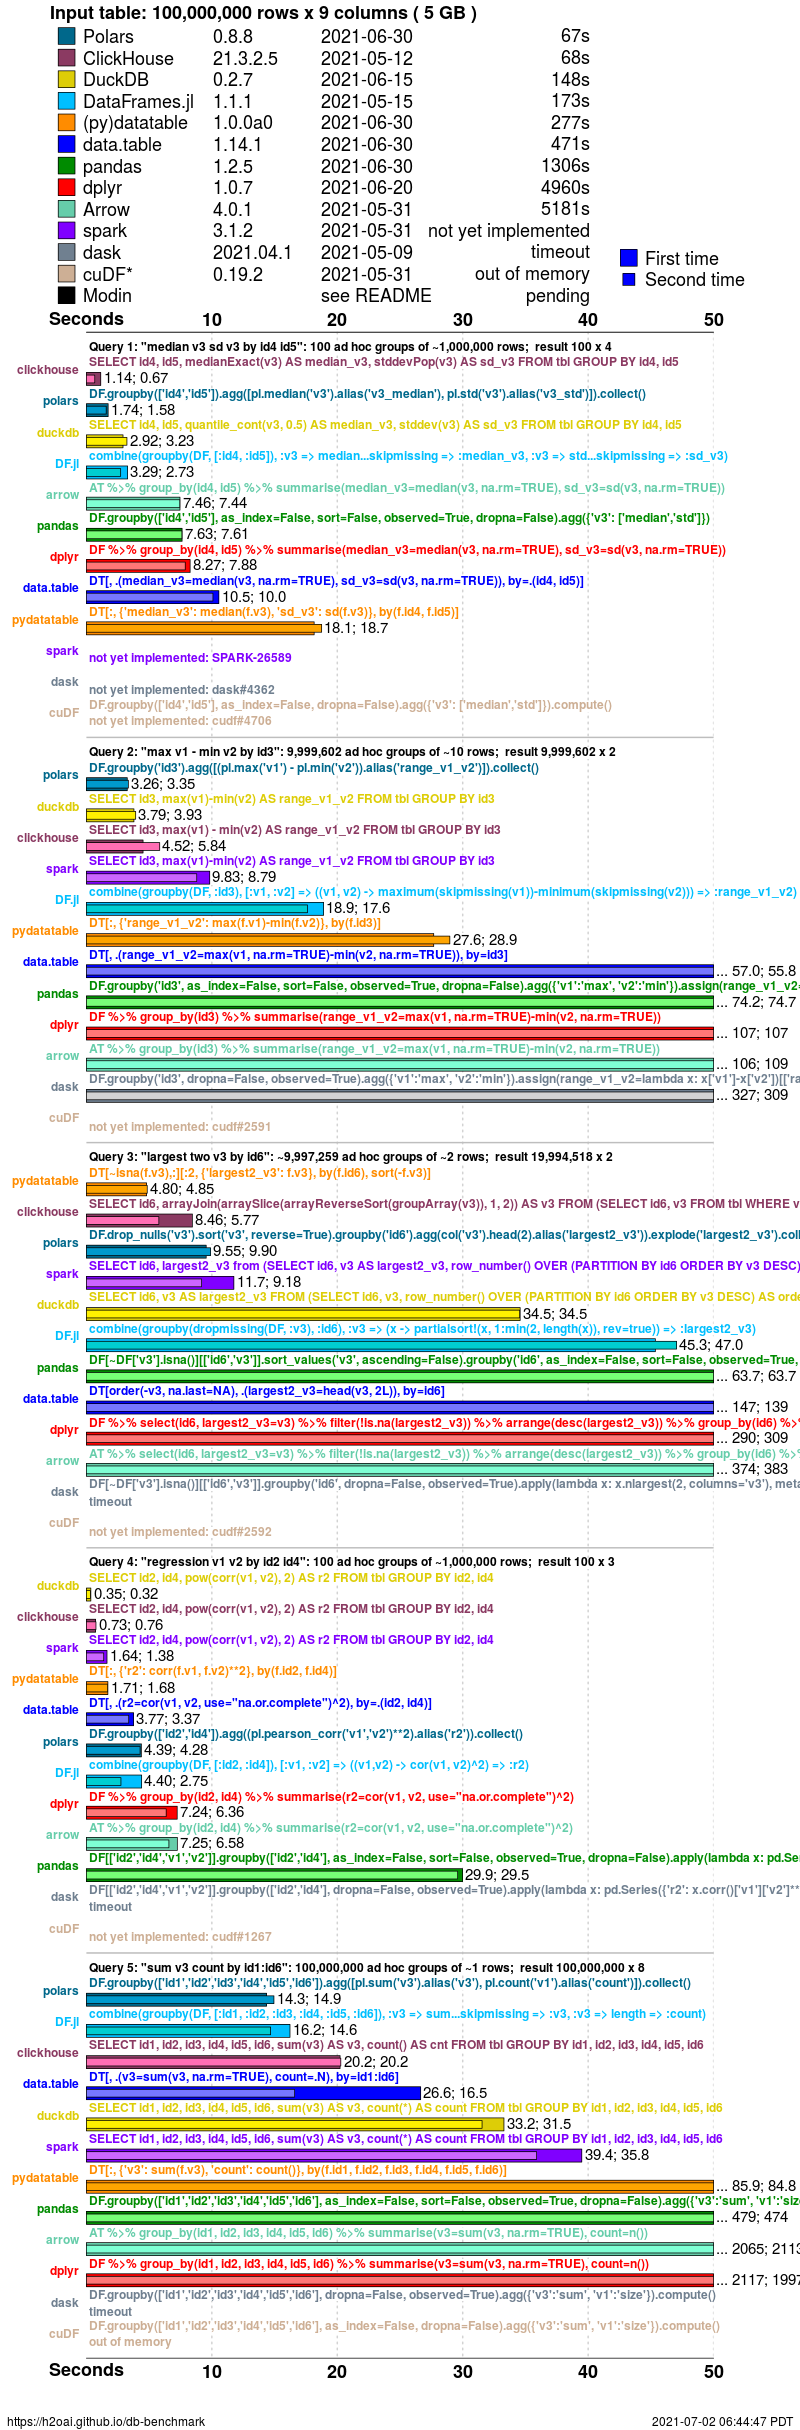 Input table: 100,000,000 rows x 9 columns ( 5 GB )
Polars 0.8.8 2021-06-30 67s
ClickHouse 21.3.2.5 2021-05-12 68s
DuckDB 0.2.7 2021-06-15 148s
DataFrames.jl 1.1.1 2021-05-15 173s
(py)datatable 1.0.0a0 2021-06-30 277s
data.table 1.14.1 2021-06-30 471s
pandas 1.2.5 2021-06-30 1306s
dplyr 1.0.7 2021-06-20 4960s
Arrow 4.0.1 2021-05-31 5181s
spark 3.1.2 2021-05-31 not yet implemented
dask 2021.04.1 2021-05-09 timeout
cuDF* 0.19.2 2021-05-31 out of memory
Modin see README pending
First time
Second time
Seconds 10 20 30 40 50
Query 1: "median v3 sd v3 by id4 id5": 100 ad hoc groups of ~1,000,000 rows; result 100 x 4
SELECT id4, id5, medianExact(v3) AS median_v3, stddevPop(v3) AS sd_v3 FROM tbl GROUP BY id4, id5
clickhouse 1.14; 0.67
DF.groupby(['id4','id5']).agg([pl.median('v3').alias('v3_median'), pl.std('v3').alias('v3_std')]).collect()
polars 1.74; 1.58
SELECT id4, id5, quantile_cont(v3, 0.5) AS median_v3, stddev(v3) AS sd_v3 FROM tbl GROUP BY id4, id5
duckdb 2.92; 3.23
combine(groupby(DF, [:id4, :id5]), :v3 => median...skipmissing => :median_v3, :v3 => std...skipmissing => :sd_v3)
DF.jl 3.29; 2.73
AT %>% group_by(id4, id5) %>% summarise(median_v3=median(v3, na.rm=TRUE), sd_v3=sd(v3, na.rm=TRUE))
arrow 7.46; 7.44
DF.groupby(['id4','id5'], as_index=False, sort=False, observed=True, dropna=False).agg({'v3': ['median','std']})
pandas 7.63; 7.61
DF %>% group_by(id4, id5) %>% summarise(median_v3=median(v3, na.rm=TRUE), sd_v3=sd(v3, na.rm=TRUE))
dplyr 8.27; 7.88
DT[, .(median_v3=median(v3, na.rm=TRUE), sd_v3=sd(v3, na.rm=TRUE)), by=.(id4, id5)]
data.table 10.5; 10.0
DT[:, {'median_v3': median(f.v3), 'sd_v3': sd(f.v3)}, by(f.id4, f.id5)]
pydatatable 18.1; 18.7
spark not yet implemented: SPARK-26589
dask not yet implemented: dask#4362
DF.groupby(['id4','id5'], as_index=False, dropna=False).agg({'v3': ['median','std']}).compute()
cuDF not yet implemented: cudf#4706
Query 2: "max v1 - min v2 by id3": 9,999,602 ad hoc groups of ~10 rows; result 9,999,602 x 2
DF.groupby('id3').agg([(pl.max('v1') - pl.min('v2')).alias('range_v1_v2')]).collect()
polars 3.26; 3.35
SELECT id3, max(v1)-min(v2) AS range_v1_v2 FROM tbl GROUP BY id3
duckdb 3.79; 3.93
SELECT id3, max(v1) - min(v2) AS range_v1_v2 FROM tbl GROUP BY id3
clickhouse 4.52; 5.84
SELECT id3, max(v1)-min(v2) AS range_v1_v2 FROM tbl GROUP BY id3
spark 9.83; 8.79
combine(groupby(DF, :id3), [:v1, :v2] => ((v1, v2) -> maximum(skipmissing(v1))-minimum(skipmissing(v2))) => :range_v1_v2)
DF.jl 18.9; 17.6
DT[:, {'range_v1_v2': max(f.v1)-min(f.v2)}, by(f.id3)]
pydatatable 27.6; 28.9
DT[, .(range_v1_v2=max(v1, na.rm=TRUE)-min(v2, na.rm=TRUE)), by=id3]
data.table ... 57.0; 55.8
DF.groupby('id3', as_index=False, sort=False, observed=True, dropna=False).agg({'v1':'max', 'v2':'min'}).assign(range_v1_v2=
pandas ... 74.2; 74.7
DF %>% group_by(id3) %>% summarise(range_v1_v2=max(v1, na.rm=TRUE)-min(v2, na.rm=TRUE))
dplyr ... 107; 107
AT %>% group_by(id3) %>% summarise(range_v1_v2=max(v1, na.rm=TRUE)-min(v2, na.rm=TRUE))
arrow ... 106; 109
DF.groupby('id3', dropna=False, observed=True).agg({'v1':'max', 'v2':'min'}).assign(range_v1_v2=lambda x: x['v1']-x['v2'])[['ra
dask ... 327; 309
cuDF not yet implemented: cudf#2591
Query 3: "largest two v3 by id6": ~9,997,259 ad hoc groups of ~2 rows; result 19,994,518 x 2
DT[~isna(f.v3),:][:2, {'largest2_v3': f.v3}, by(f.id6), sort(-f.v3)]
pydatatable 4.80; 4.85
SELECT id6, arrayJoin(arraySlice(arrayReverseSort(groupArray(v3)), 1, 2)) AS v3 FROM (SELECT id6, v3 FROM tbl WHERE v
clickhouse 8.46; 5.77
DF.drop_nulls('v3').sort('v3', reverse=True).groupby('id6').agg(col('v3').head(2).alias('largest2_v3')).explode('largest2_v3').coll
polars 9.55; 9.90
SELECT id6, largest2_v3 from (SELECT id6, v3 AS largest2_v3, row_number() OVER (PARTITION BY id6 ORDER BY v3 DESC)
spark 11.7; 9.18
SELECT id6, v3 AS largest2_v3 FROM (SELECT id6, v3, row_number() OVER (PARTITION BY id6 ORDER BY v3 DESC) AS orde
duckdb 34.5; 34.5
combine(groupby(dropmissing(DF, :v3), :id6), :v3 => (x -> partialsort!(x, 1:min(2, length(x)), rev=true)) => :largest2_v3)
DF.jl 45.3; 47.0
DF[~DF['v3'].isna()][['id6','v3']].sort_values('v3', ascending=False).groupby('id6', as_index=False, sort=False, observed=True,
pandas ... 63.7; 63.7
DT[order(-v3, na.last=NA), .(largest2_v3=head(v3, 2L)), by=id6]
data.table ... 147; 139
DF %>% select(id6, largest2_v3=v3) %>% filter(!is.na(largest2_v3)) %>% arrange(desc(largest2_v3)) %>% group_by(id6) %>%
dplyr ... 290; 309
AT %>% select(id6, largest2_v3=v3) %>% filter(!is.na(largest2_v3)) %>% arrange(desc(largest2_v3)) %>% group_by(id6) %>%
arrow ... 374; 383
DF[~DF['v3'].isna()][['id6','v3']].groupby('id6', dropna=False, observed=True).apply(lambda x: x.nlargest(2, columns='v3'), meta
dask timeout
cuDF not yet implemented: cudf#2592
Query 4: "regression v1 v2 by id2 id4": 100 ad hoc groups of ~1,000,000 rows; result 100 x 3
SELECT id2, id4, pow(corr(v1, v2), 2) AS r2 FROM tbl GROUP BY id2, id4
duckdb 0.35; 0.32
SELECT id2, id4, pow(corr(v1, v2), 2) AS r2 FROM tbl GROUP BY id2, id4
clickhouse 0.73; 0.76
SELECT id2, id4, pow(corr(v1, v2), 2) AS r2 FROM tbl GROUP BY id2, id4
spark 1.64; 1.38
DT[:, {'r2': corr(f.v1, f.v2)**2}, by(f.id2, f.id4)]
pydatatable 1.71; 1.68
DT[, .(r2=cor(v1, v2, use="na.or.complete")^2), by=.(id2, id4)]
data.table 3.77; 3.37
DF.groupby(['id2','id4']).agg((pl.pearson_corr('v1','v2')**2).alias('r2')).collect()
polars 4.39; 4.28
combine(groupby(DF, [:id2, :id4]), [:v1, :v2] => ((v1,v2) -> cor(v1, v2)^2) => :r2)
DF.jl 4.40; 2.75
DF %>% group_by(id2, id4) %>% summarise(r2=cor(v1, v2, use="na.or.complete")^2)
dplyr 7.24; 6.36
AT %>% group_by(id2, id4) %>% summarise(r2=cor(v1, v2, use="na.or.complete")^2)
arrow 7.25; 6.58
DF[['id2','id4','v1','v2']].groupby(['id2','id4'], as_index=False, sort=False, observed=True, dropna=False).apply(lambda x: pd.Ser
pandas 29.9; 29.5
DF[['id2','id4','v1','v2']].groupby(['id2','id4'], dropna=False, observed=True).apply(lambda x: pd.Series({'r2': x.corr()['v1']['v2']**
dask timeout
cuDF not yet implemented: cudf#1267
Query 5: "sum v3 count by id1:id6": 100,000,000 ad hoc groups of ~1 rows; result 100,000,000 x 8
DF.groupby(['id1','id2','id3','id4','id5','id6']).agg([pl.sum('v3').alias('v3'), pl.count('v1').alias('count')]).collect()
polars 14.3; 14.9
combine(groupby(DF, [:id1, :id2, :id3, :id4, :id5, :id6]), :v3 => sum...skipmissing => :v3, :v3 => length => :count)
DF.jl 16.2; 14.6
SELECT id1, id2, id3, id4, id5, id6, sum(v3) AS v3, count() AS cnt FROM tbl GROUP BY id1, id2, id3, id4, id5, id6
clickhouse 20.2; 20.2
DT[, .(v3=sum(v3, na.rm=TRUE), count=.N), by=id1:id6]
data.table 26.6; 16.5
SELECT id1, id2, id3, id4, id5, id6, sum(v3) AS v3, count(*) AS count FROM tbl GROUP BY id1, id2, id3, id4, id5, id6
duckdb 33.2; 31.5
SELECT id1, id2, id3, id4, id5, id6, sum(v3) AS v3, count(*) AS count FROM tbl GROUP BY id1, id2, id3, id4, id5, id6
spark 39.4; 35.8
DT[:, {'v3': sum(f.v3), 'count': count()}, by(f.id1, f.id2, f.id3, f.id4, f.id5, f.id6)]
pydatatable ... 85.9; 84.8
DF.groupby(['id1','id2','id3','id4','id5','id6'], as_index=False, sort=False, observed=True, dropna=False).agg({'v3':'sum', 'v1':'size
pandas ... 479; 474
AT %>% group_by(id1, id2, id3, id4, id5, id6) %>% summarise(v3=sum(v3, na.rm=TRUE), count=n())
arrow ... 2065; 2113
DF %>% group_by(id1, id2, id3, id4, id5, id6) %>% summarise(v3=sum(v3, na.rm=TRUE), count=n())
dplyr ... 2117; 1997
DF.groupby(['id1','id2','id3','id4','id5','id6'], dropna=False, observed=True).agg({'v3':'sum', 'v1':'size'}).compute()
dask timeout
DF.groupby(['id1','id2','id3','id4','id5','id6'], as_index=False, dropna=False).agg({'v3':'sum', 'v1':'size'}).compute()
cuDF out of memory
Seconds 10 20 30 40 50
https://h2oai.github.io/db-benchmark 2021-07-02 06:44:47 PDT